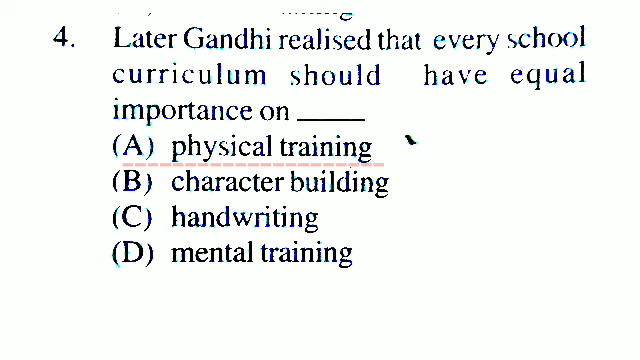 4. Later Gandhi realised that every school
curriculum should have equal
importance on _____
(A) physical training
(B) character building
(C) handwriting
(D) mental training